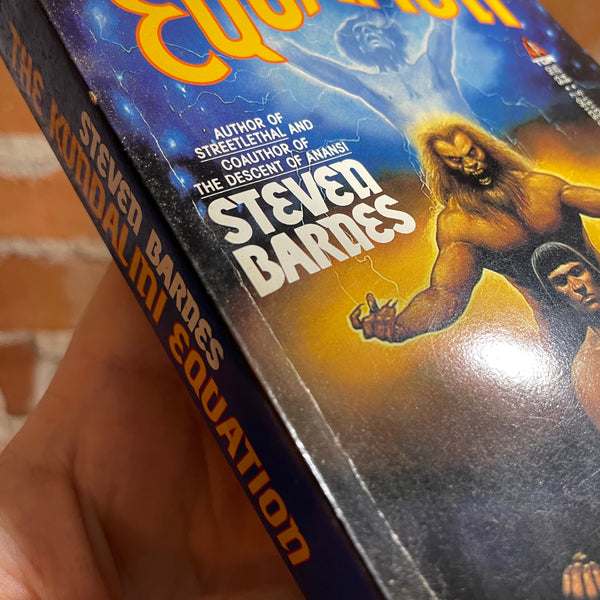 EQUATION
AUTHOR OF
STREETLETHAL AND
COAUTHOR OF
THE DESCENT OF ANANSI
STEVEN
BARNES
STEVEN BARNES
THE KUNDALINI EQUATION